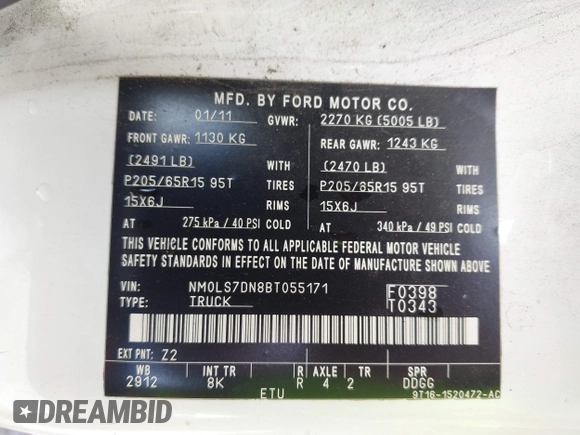 MFD. BY FORD MOTOR CO.
DATE: 01/11 GVWR: 2270 KG (5005 LB)
FRONT GAWR: 1130 KG REAR GAWR: 1243 KG
(2491 LB) WITH (2470 LB) WITH
P205/65R15 95T TIRES P205/65R15 95T TIRES
15X6J RIMS 15X6J RIMS
AT 275 kPa / 40 PSI COLD AT 340 kPa / 49 PSI COLD
THIS VEHICLE CONFORMS TO ALL APPLICABLE FEDERAL MOTOR VEHICLE
SAFETY STANDARDS IN EFFECT ON THE DATE OF MANUFACTURE SHOWN ABOVE.
VIN: NM0LS7DN8BT055171 F0398
TYPE: TRUCK T0343
EXT PNT: Z2
WB INT TR R AXLE TR SPR
2912 8K R 4 2 DDGG
ETU 9T16-1520472-AC
DREAMBID